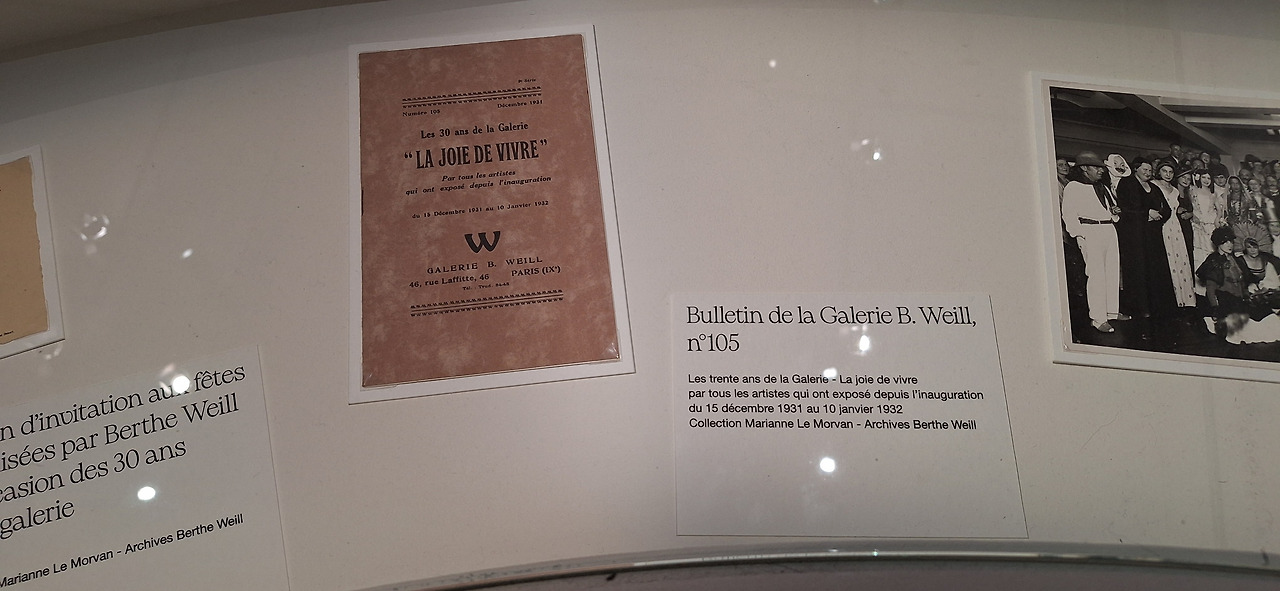 2e Série
Numéro 105 Décembre 1931
Les 30 ans de la Galerie
“ LA JOIE DE VIVRE”
Par tous les artistes
qui ont exposé depuis l'inauguration
du 15 Décembre 1931 au 10 Janvier 1932
W
GALERIE B. WEILL
46, rue Laffitte, 46 PARIS (IXe)
Bulletin de la Galerie B. Weill,
n°105
Les trente ans de la Galerie - La joie de vivre
par tous les artistes qui ont exposé depuis l'inauguration
du 15 décembre 1931 au 10 janvier 1932
Collection Marianne Le Morvan - Archives Berthe Weill
n d'invitation aux fêtes
isées par Berthe Weill
casion des 30 ans
galerie
Marianne Le Morvan - Archives Berthe Weill